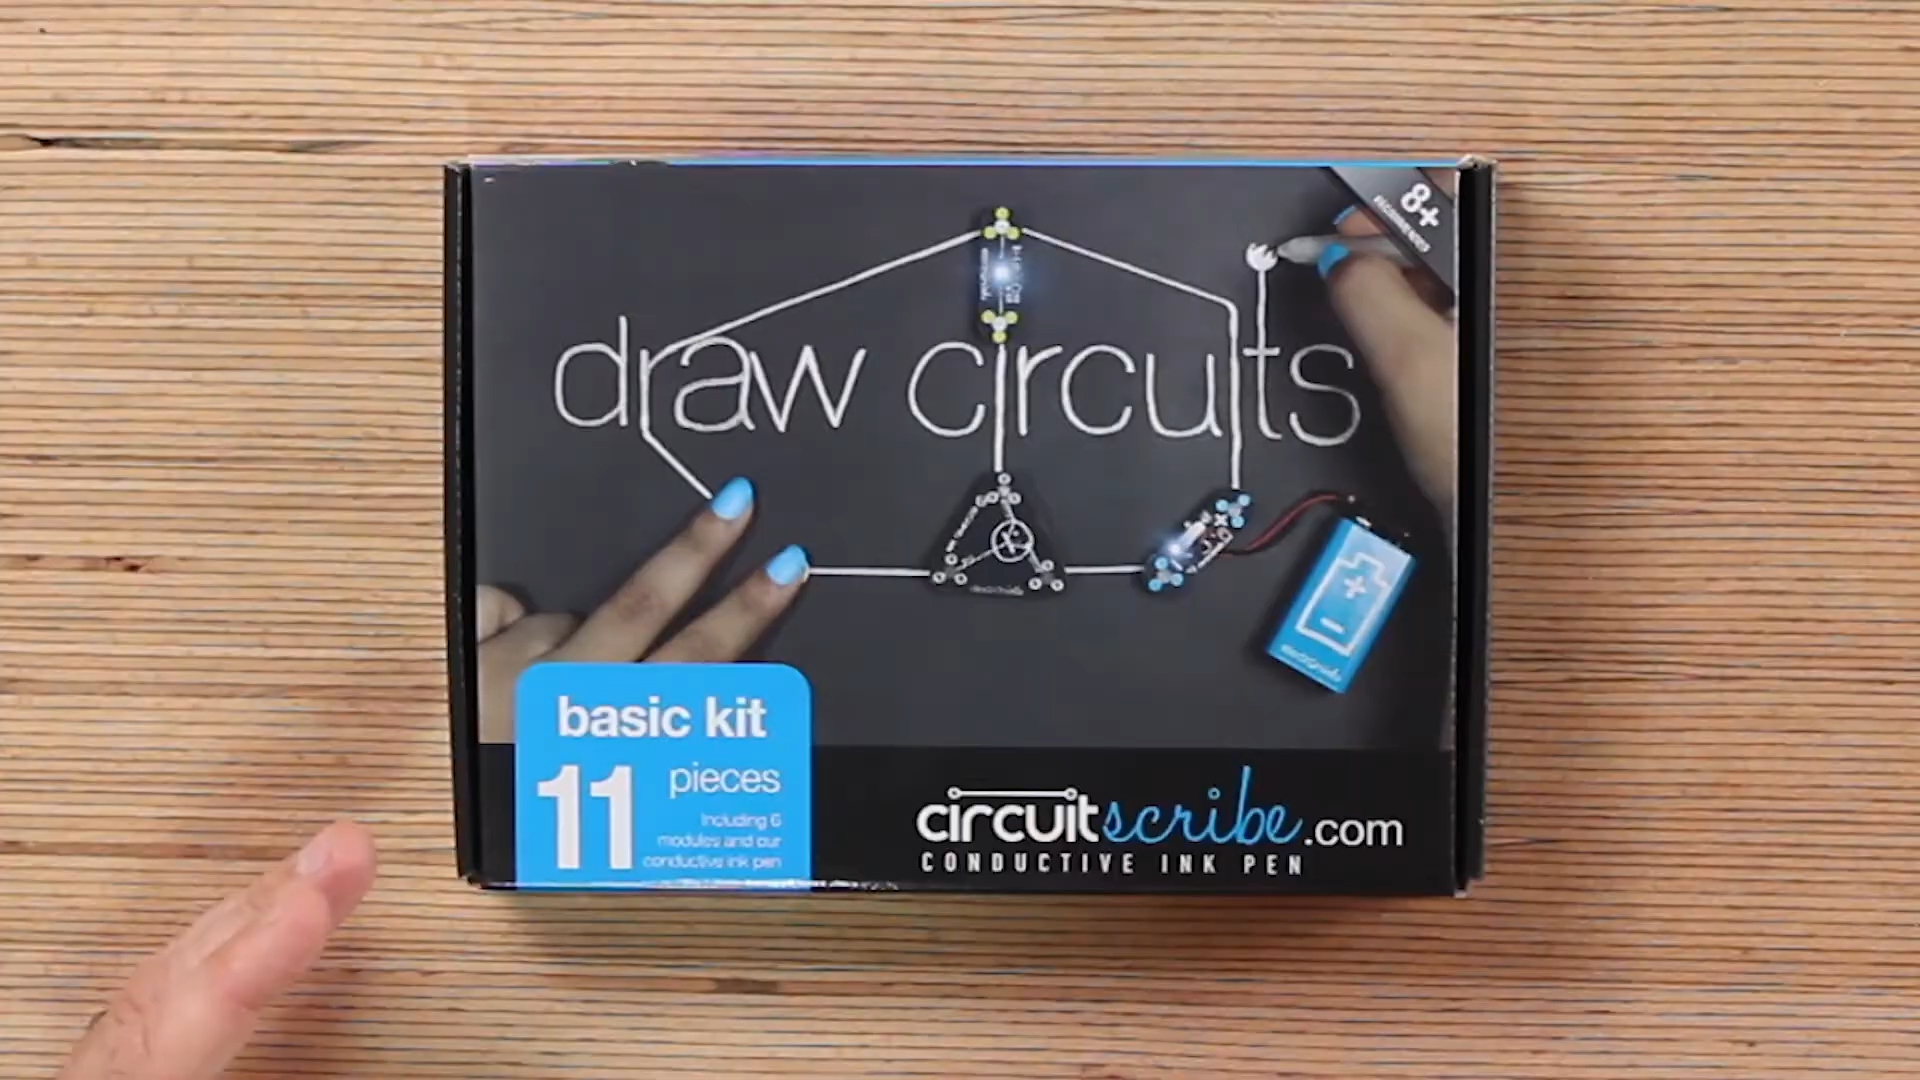 8+
RECOMMENDED
draw circuits
basic kit
11 pieces
Including 6
modules and our
conductive ink pen
circuitscribe.com
CONDUCTIVE INK PEN